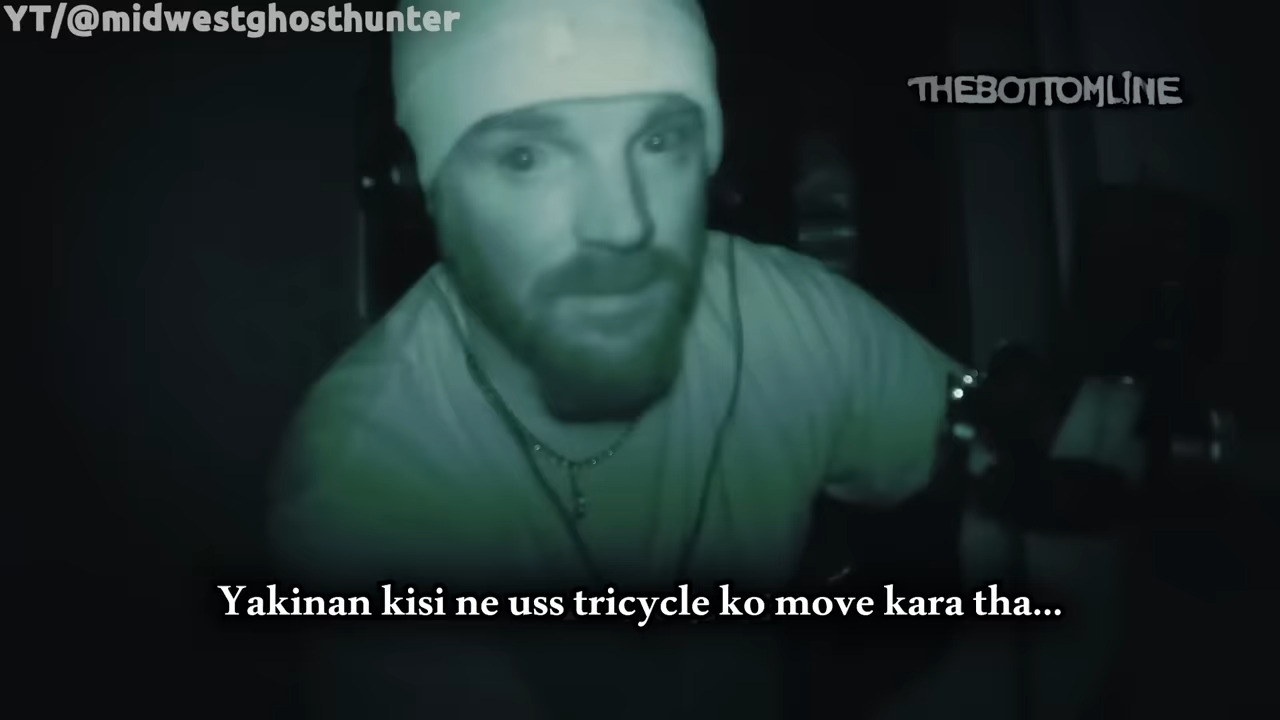 YT/@midwestghosthunter
THEBOTTOMLINE
Yakinan kisi ne uss tricycle ko move kara tha...